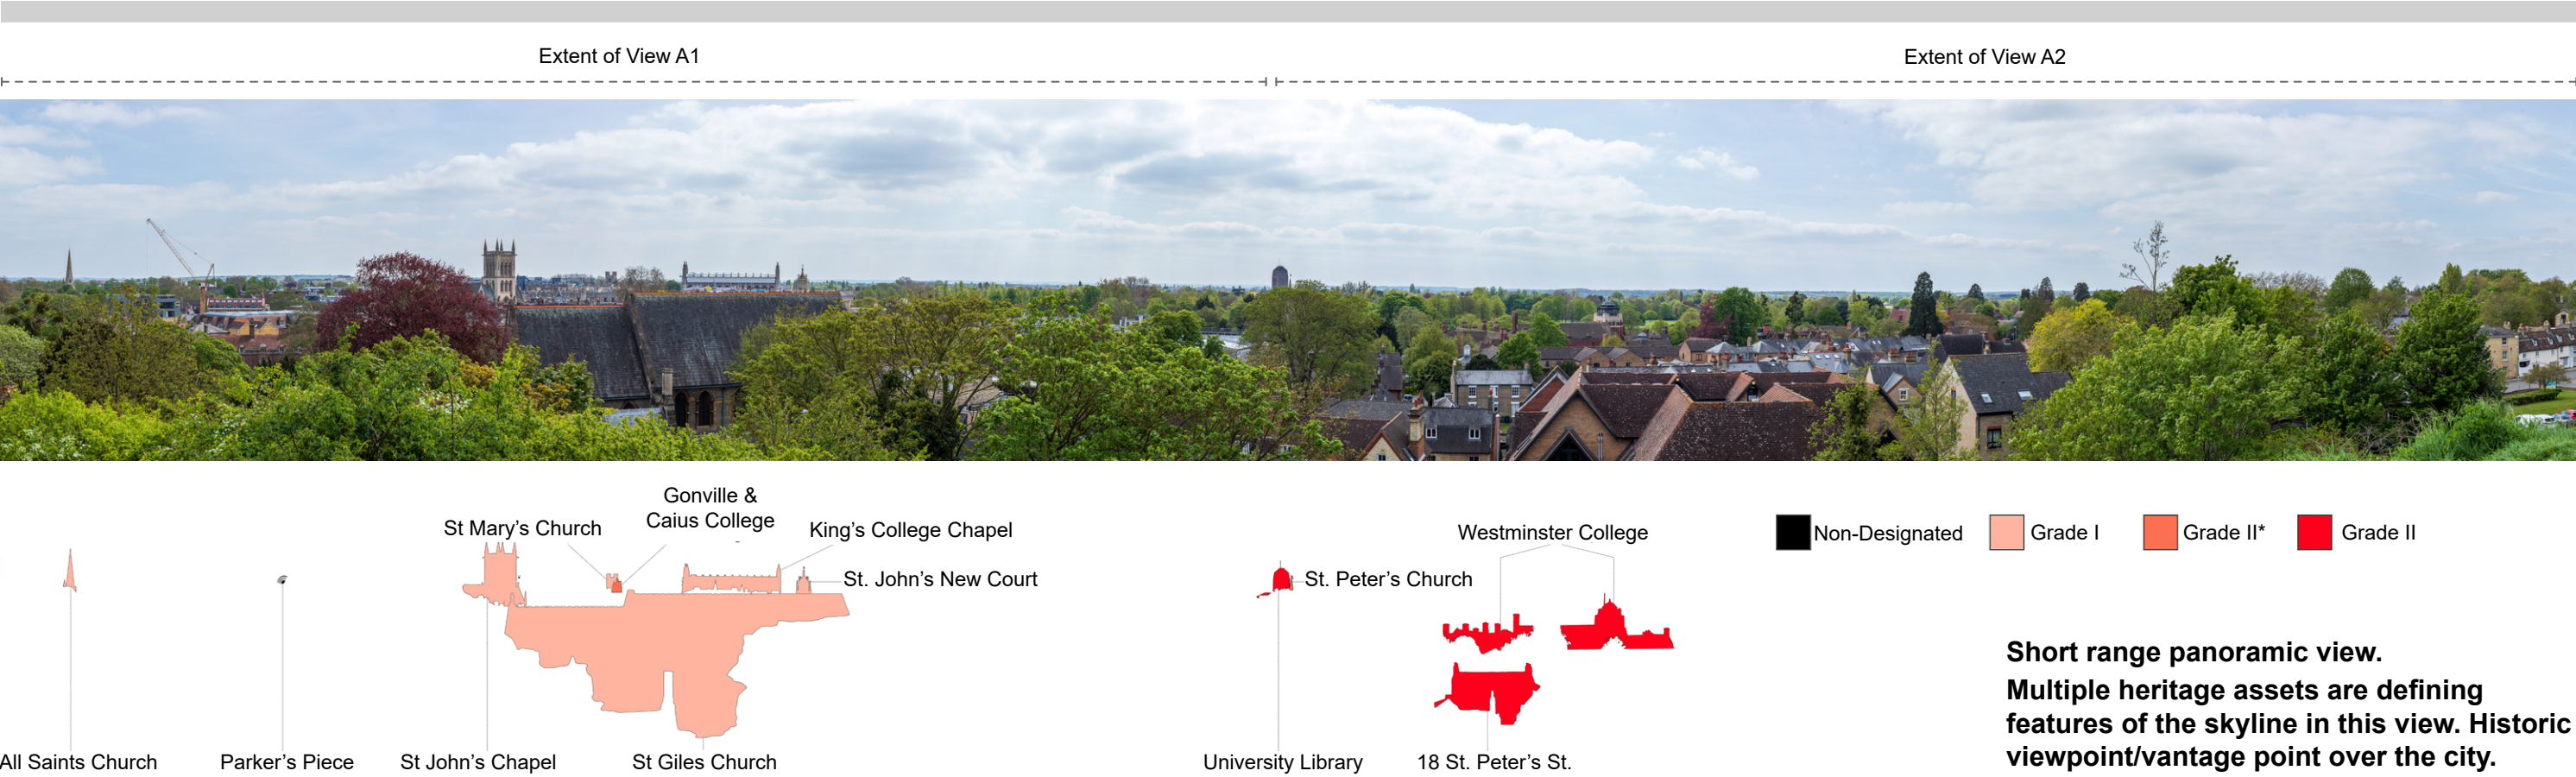 Extent of View A1
Extent of View A2
Gonville &
Caius College
St Mary's Church
King's College Chapel
St. John's New Court
St. Peter's Church
Westminster College
Non-Designated
Grade I
Grade II*
Grade II
Short range panoramic view.
Multiple heritage assets are defining
features of the skyline in this view. Historic
viewpoint/vantage point over the city.
All Saints Church
Parker's Piece
St John's Chapel
St Giles Church
University Library
18 St. Peter's St.